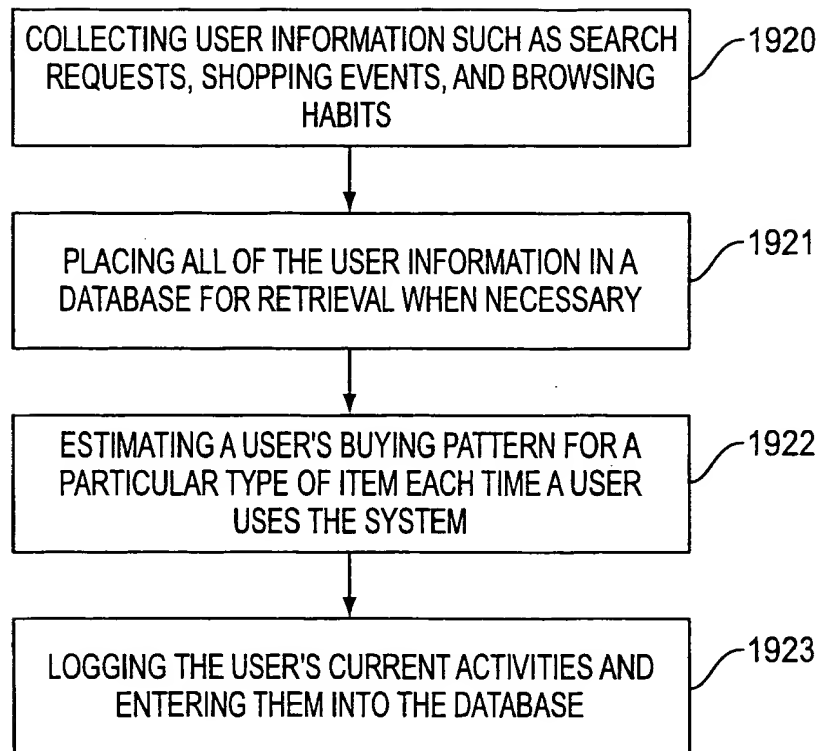 COLLECTING USER INFORMATION SUCH AS SEARCH
REQUESTS, SHOPPING EVENTS, AND BROWSING
HABITS
1920
PLACING ALL OF THE USER INFORMATION IN A
DATABASE FOR RETRIEVAL WHEN NECESSARY
1921
ESTIMATING A USER'S BUYING PATTERN FOR A
PARTICULAR TYPE OF ITEM EACH TIME A USER
USES THE SYSTEM
1922
LOGGING THE USER'S CURRENT ACTIVITIES AND
ENTERING THEM INTO THE DATABASE
1923